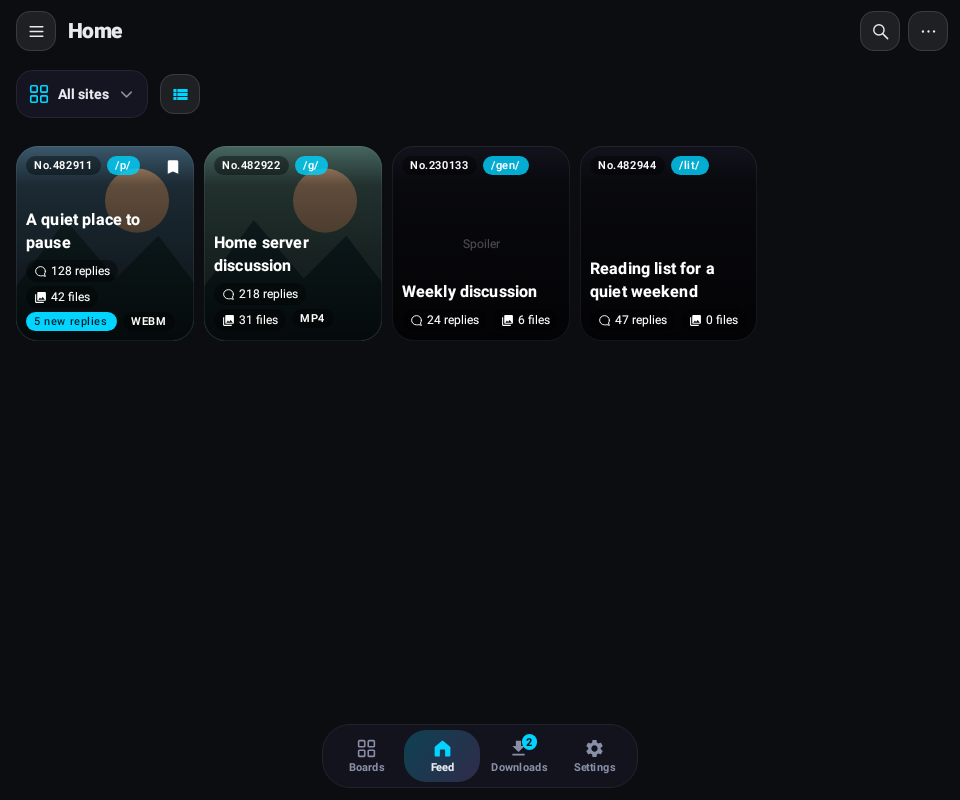 Home
All sites
No.482911 /p/
A quiet place to
pause
128 replies
42 files
5 new replies WEBM
No.482922 /g/
Home server
discussion
218 replies
31 files MP4
No.230133 /gen/
Spoiler
Weekly discussion
24 replies 6 files
No.482944 /lit/
Reading list for a
quiet weekend
47 replies 0 files
Boards
Feed
2
Downloads
Settings